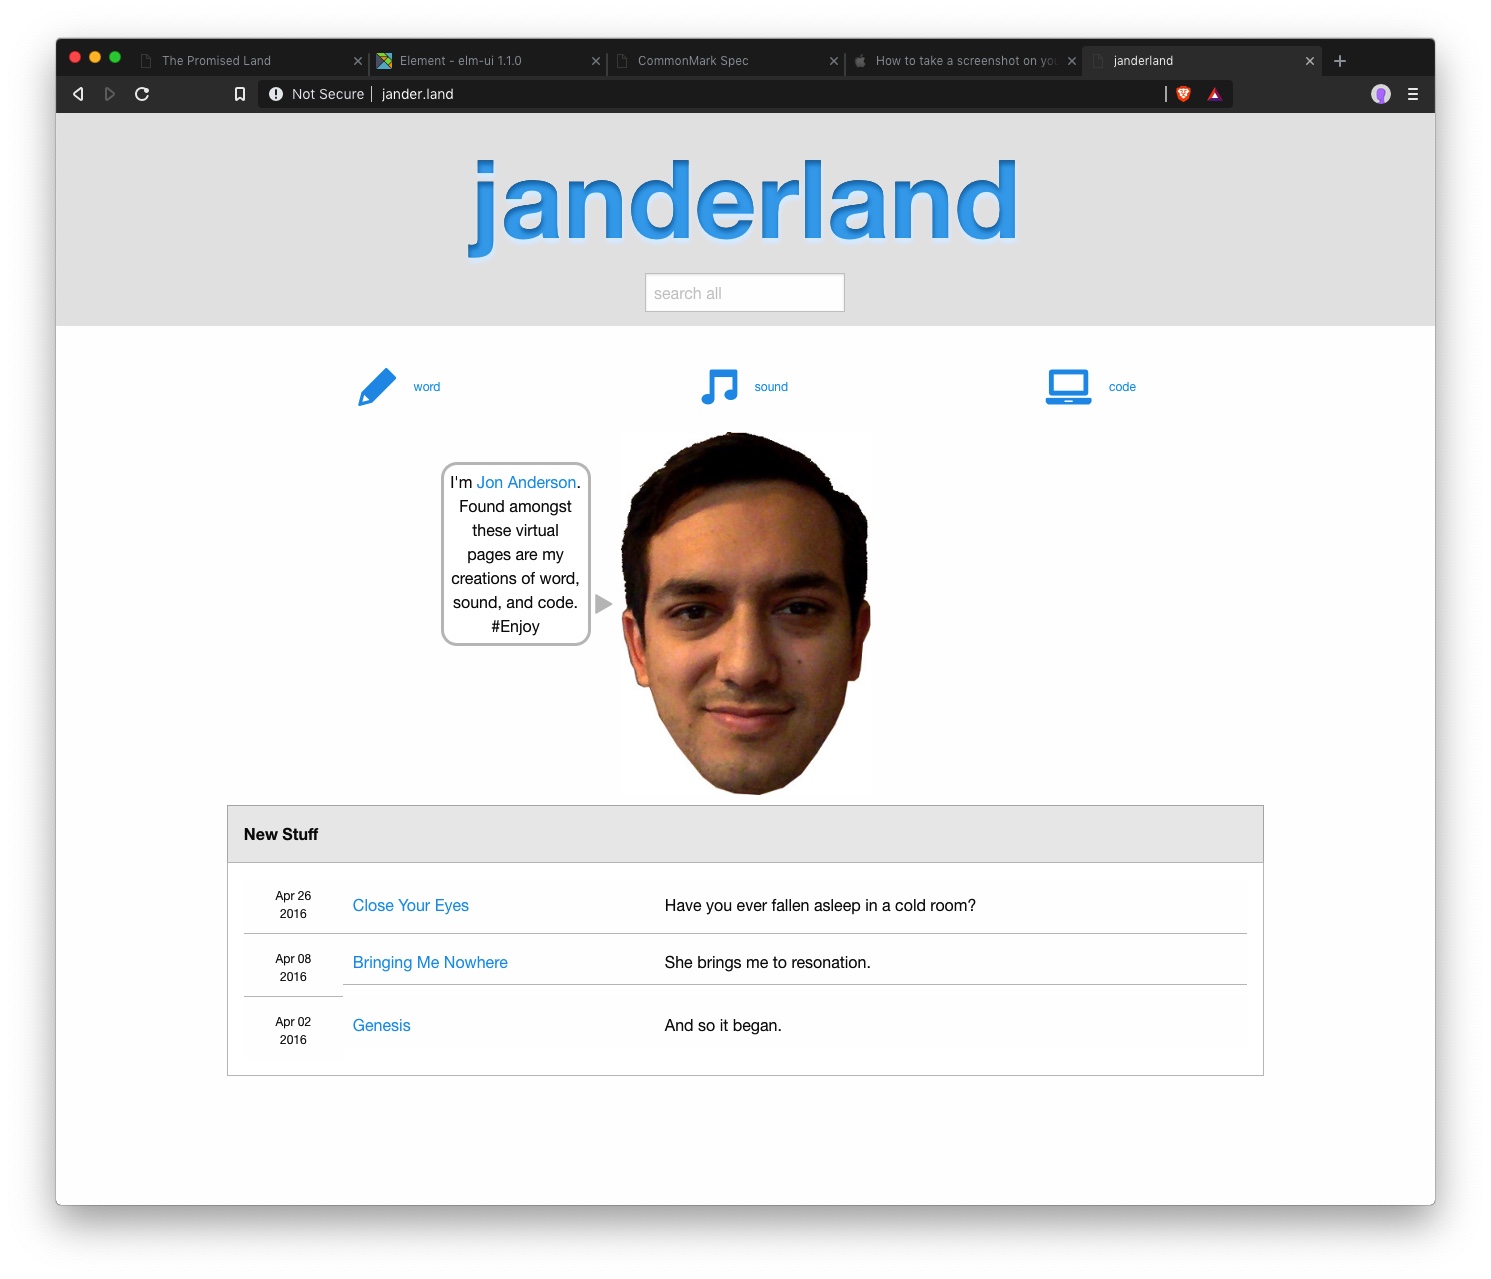 The Promised Land
Element - elm-ui 1.1.0
CommonMark Spec
How to take a screenshot on you
janderland
Not Secure jander.land
janderland
search all
word
sound
code
I'm Jon Anderson.
Found amongst
these virtual
pages are my
creations of word,
sound, and code.
#Enjoy
New Stuff
Apr 26
2016
Close Your Eyes
Have you ever fallen asleep in a cold room?
Apr 08
2016
Bringing Me Nowhere
She brings me to resonation.
Apr 02
2016
Genesis
And so it began.